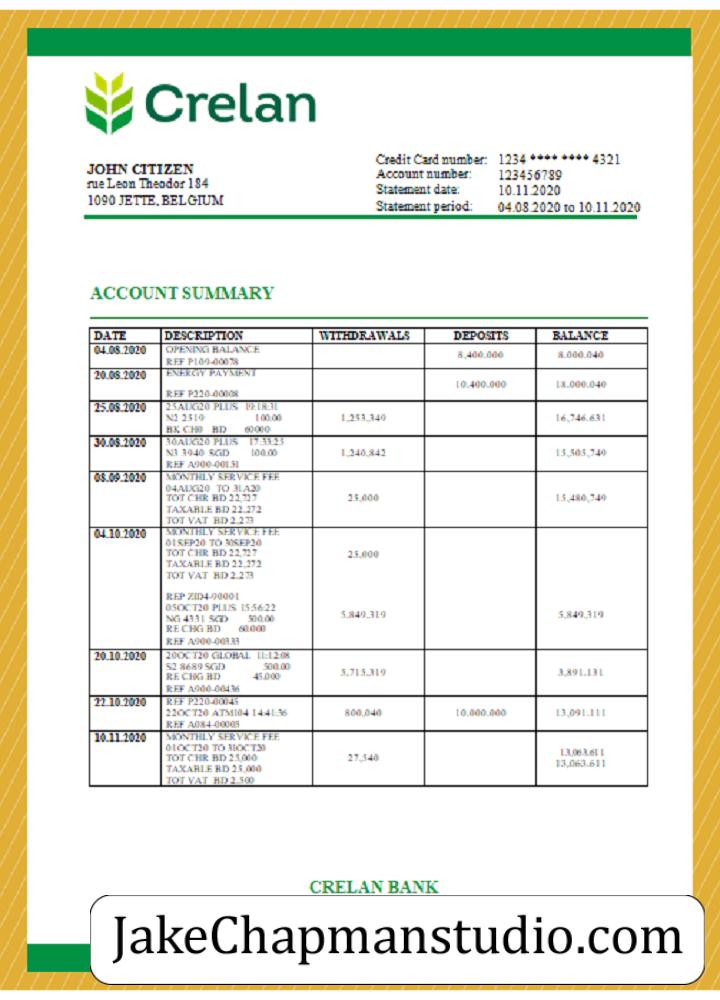 Crelan
JOHN CITIZEN
rue Leon Theodor 184
1090 JETTE, BELGIUM
Credit Card number: 1234 **** **** 4321
Account number: 123456789
Statement date: 10.11.2020
Statement period: 04.08.2020 to 10.11.2020
ACCOUNT SUMMARY
DATE DESCRIPTION WITHDRAWALS DEPOSITS BALANCE
04.08.2020 OPENING BALANCE
REF P109-00078 8,400.000 8.000.040
20.08.2020 ENERGY PAYMENT
REF P220-00008 10.400.000 18.000.040
25.08.2020 25AUG20 PLUS 19:18:31
N2 2519 100.00 1,253,349 16,746.631
BK CH0 BD 60000
30.08.2020 30AUG20 PLUS 17:33:25
N3 3940 SGD 100.00 1,240,842 15,505,749
REF A900-00151
08.09.2020 MONTHLY SERVICE FEE
04AUG20 TO 31A20
TOT CHR BD 22,727 25,000 15,480,749
TAXABLE BD 22,272
TOT VAT BD 2,273
04.10.2020 MONTHLY SERVICE FEE
01SEP20 TO 30SEP20
TOT CHR BD 22,727 25,000
TAXABLE BD 22,272
TOT VAT BD 2,273
REP ZID4-90001
05OCT20 PLUS 15:56:22
NG 4331 SGD 500.00 5,849,319 5,849,319
RE CHG BD 60.000
REF A900-00333
20.10.2020 20OCT20 GLOBAL 11:12:08
S2 8689 SGD 500.00 5,715,319 3,891.131
RE CHG BD 45.000
REF A900-00436
22.10.2020 REF P220-00045
22OCT20 ATM104 14:41:36 800,040 10.000.000 13,091.111
REF A084-00005
10.11.2020 MONTHLY SERVICE FEE
01OCT20 TO 31OCT20 13,063.611
TOT CHR BD 25,000 27,540 13,063.611
TAXABLE BD 25,000
TOT VAT BD 2,500
CRELAN BANK
JakeChapmanstudio.com